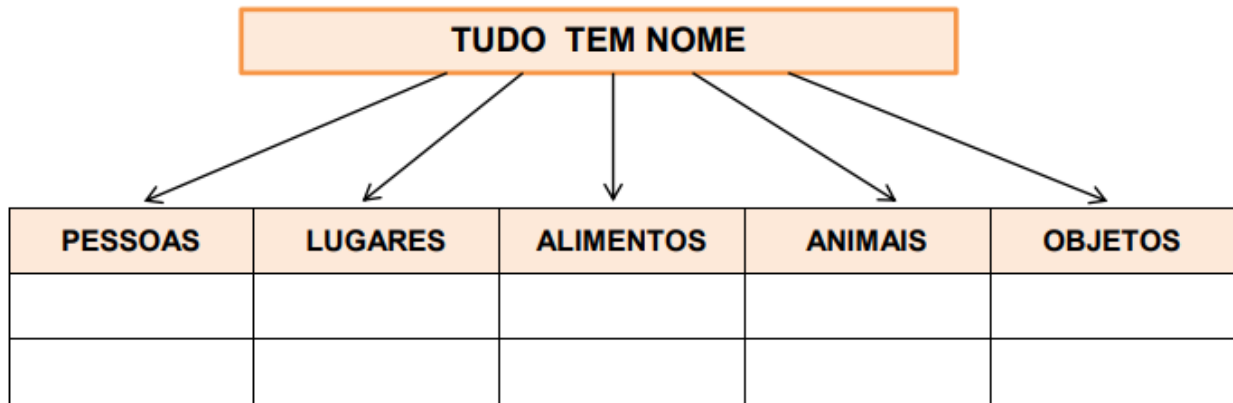 TUDO TEM NOME
PESSOAS LUGARES ALIMENTOS ANIMAIS OBJETOS